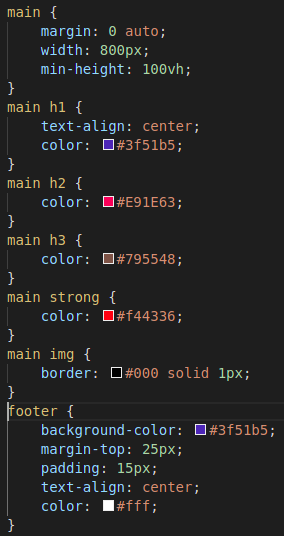 main {
    margin: 0 auto;
    width: 800px;
    min-height: 100vh;
}
main h1 {
    text-align: center;
    color: #3f51b5;
}
main h2 {
    color: #E91E63;
}
main h3 {
    color: #795548;
}
main strong {
    color: #f44336;
}
main img {
    border: #000 solid 1px;
}
footer {
    background-color: #3f51b5;
    margin-top: 25px;
    padding: 15px;
    text-align: center;
    color: #fff;
}